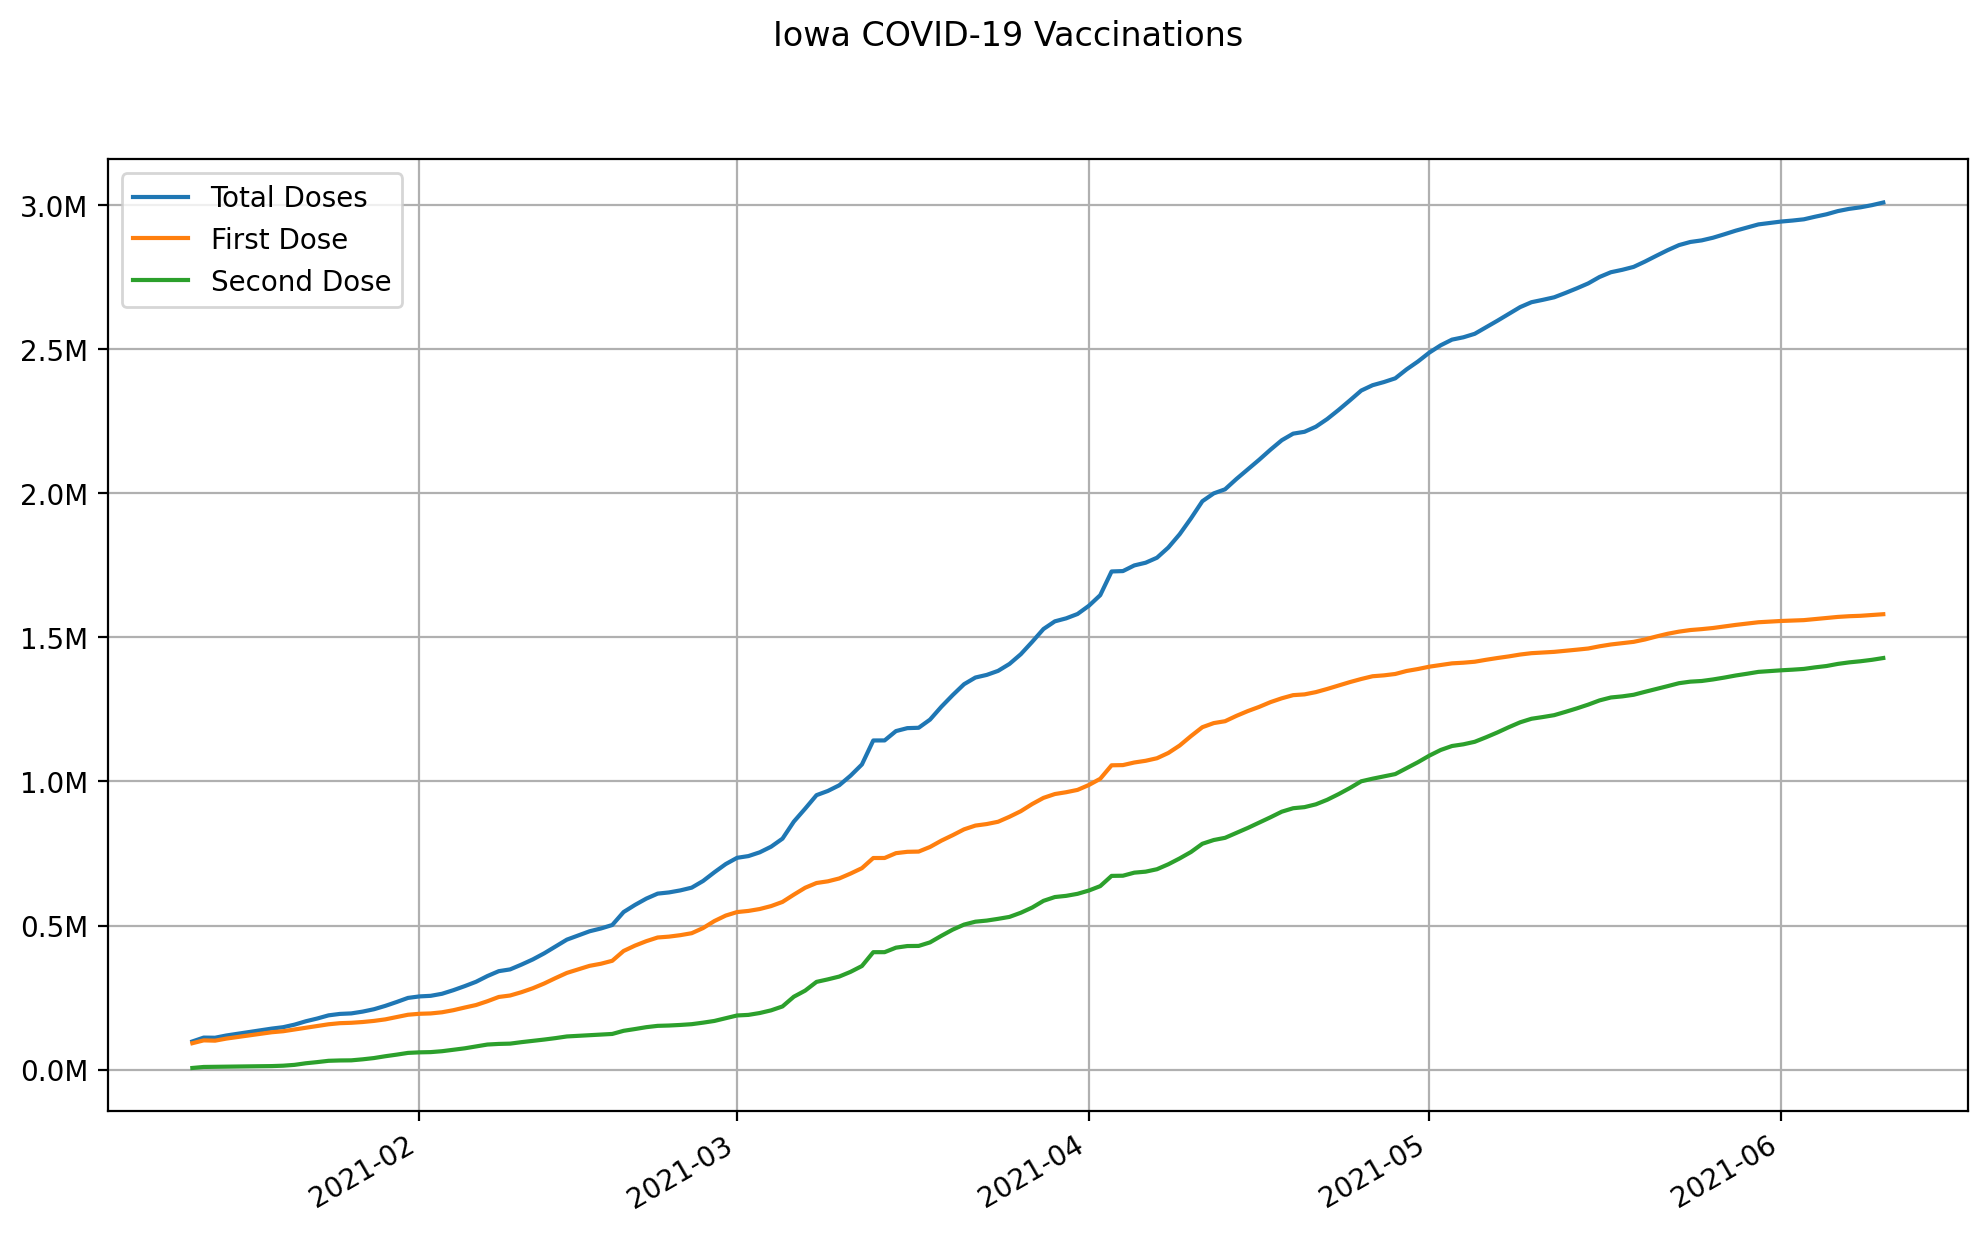 Iowa COVID-19 Vaccinations
Total Doses
First Dose
Second Dose
3.0M
2.5M
2.0M
1.5M
1.0M
0.5M
0.0M
2021-02
2021-03
2021-04
2021-05
2021-06